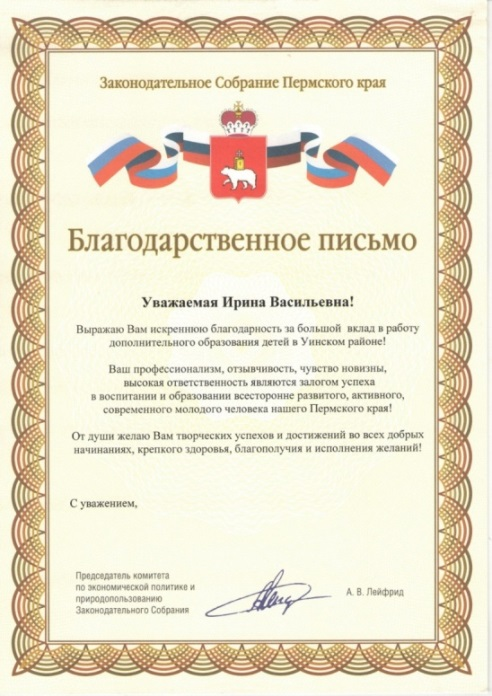 Законодательное Собрание Пермского края
Благодарственное письмо
Уважаемая Ирина Васильевна!
Выражаю Вам искреннюю благодарность за большой вклад в работу
дополнительного образования детей в Уинском районе!
Ваш профессионализм, отзывчивость, чувство новизны,
высокая ответственность являются залогом успеха
в воспитании и образовании всесторонне развитого, активного,
современного молодого человека нашего Пермского края!
От души желаю Вам творческих успехов и достижений во всех добрых
начинаниях, крепкого здоровья, благополучия и исполнения желаний!
С уважением,
Председатель комитета
по экономической политике и
природопользованию
Законодательного Собрания
А. В. Лейфрид